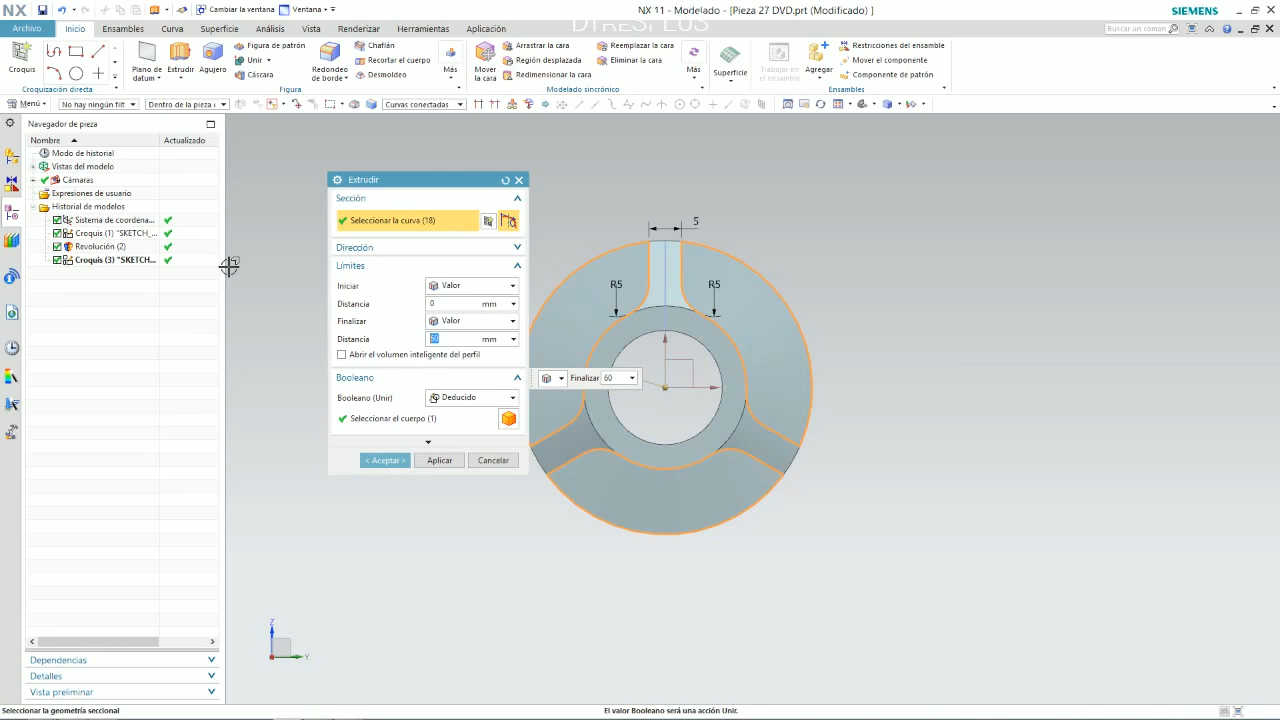 NX
Cambiar la ventana
Ventana
NX 11 - Modelado - [Pieza 27 DVD.prt (Modificado) ]
SIEMENS
DTRESPLUS
Archivo
Inicio
Ensambles
Curva
Superficie
Análisis
Vista
Renderizar
Herramientas
Aplicación
Buscar un coman
Croquis
Croquización directa
Plano de datum
Extrudir
Agujero
Figura de patrón
Unir
Cáscara
Redondeo de borde
Chaflán
Recortar el cuerpo
Desmoldeo
Más
Figura
Mover la cara
Arrastrar la cara
Región desplazada
Redimensionar la cara
Reemplazar la cara
Eliminar la cara
Más
Modelado sincrónico
Superficie
Trabajar en el ensamble
Agregar
Restricciones del ensamble
Mover el componente
Componente de patrón
Ensambles
Menú
No hay ningún filt
Dentro de la pieza
Curvas conectadas
Navegador de pieza
Nombre
Actualizado
Modo de historial
Vistas del modelo
Cámaras
Expresiones de usuario
Historial de modelos
Sistema de coordena...
Croquis (1) "SKETCH_...
Revolución (2)
Croquis (3) "SKETCH...
Dependencias
Detalles
Vista preliminar
Extrudir
Sección
Seleccionar la curva (18)
Dirección
Límites
Iniciar
Valor
Distancia
0
mm
Finalizar
Valor
Distancia
60
mm
Abrir el volumen inteligente del perfil
Booleano
Booleano (Unir)
Deducido
Seleccionar el cuerpo (1)
< Aceptar >
Aplicar
Cancelar
5
R5
R5
Finalizar
60
Z
Y
Seleccionar la geometría seccional
El valor Booleano será una acción Unir.